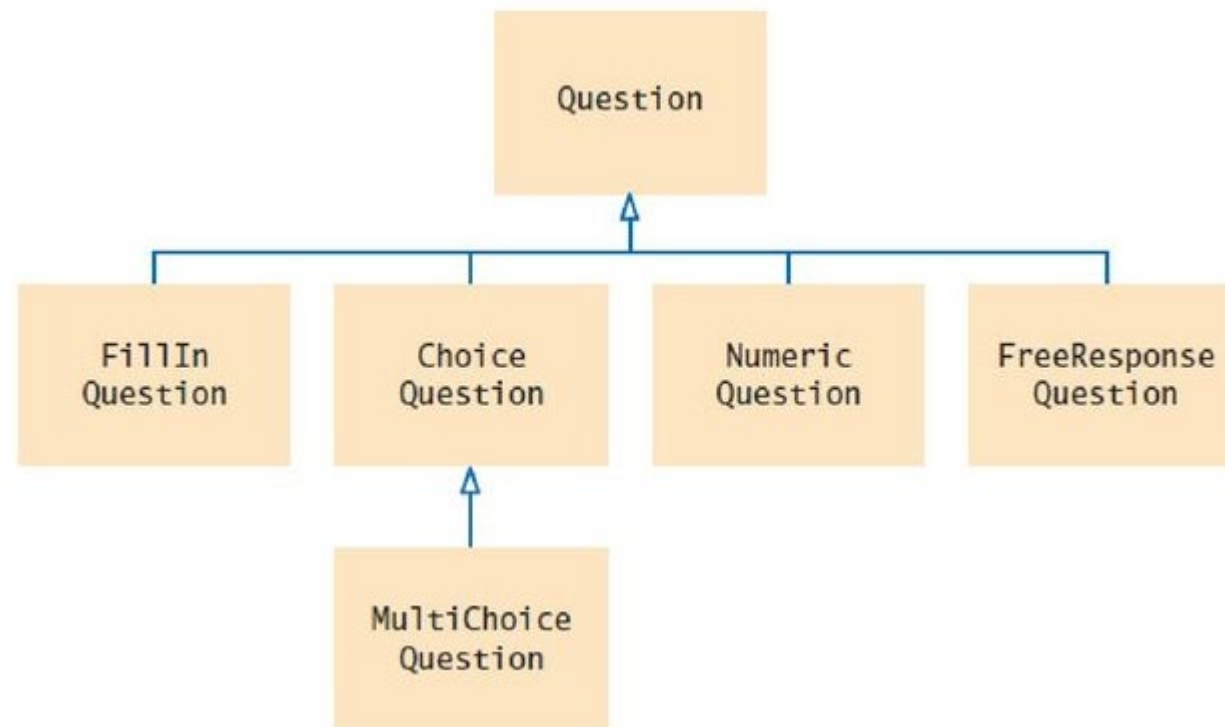 Question
FillIn
Question
Choice
Question
Numeric
Question
FreeResponse
Question
MultiChoice
Question